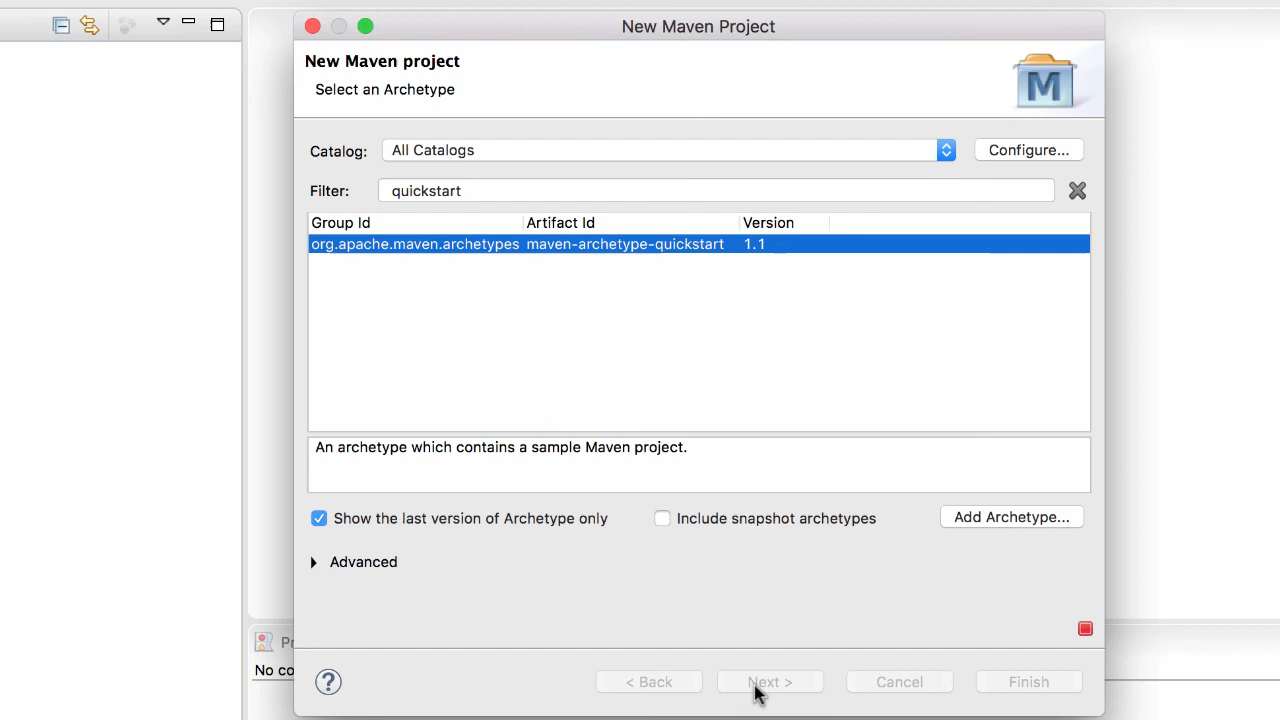 New Maven Project
New Maven project
Select an Archetype
M
Catalog: All Catalogs Configure...
Filter: quickstart
Group Id Artifact Id Version
org.apache.maven.archetypes maven-archetype-quickstart 1.1
An archetype which contains a sample Maven project.
Show the last version of Archetype only Include snapshot archetypes Add Archetype...
Advanced
No
? < Back Next > Cancel Finish